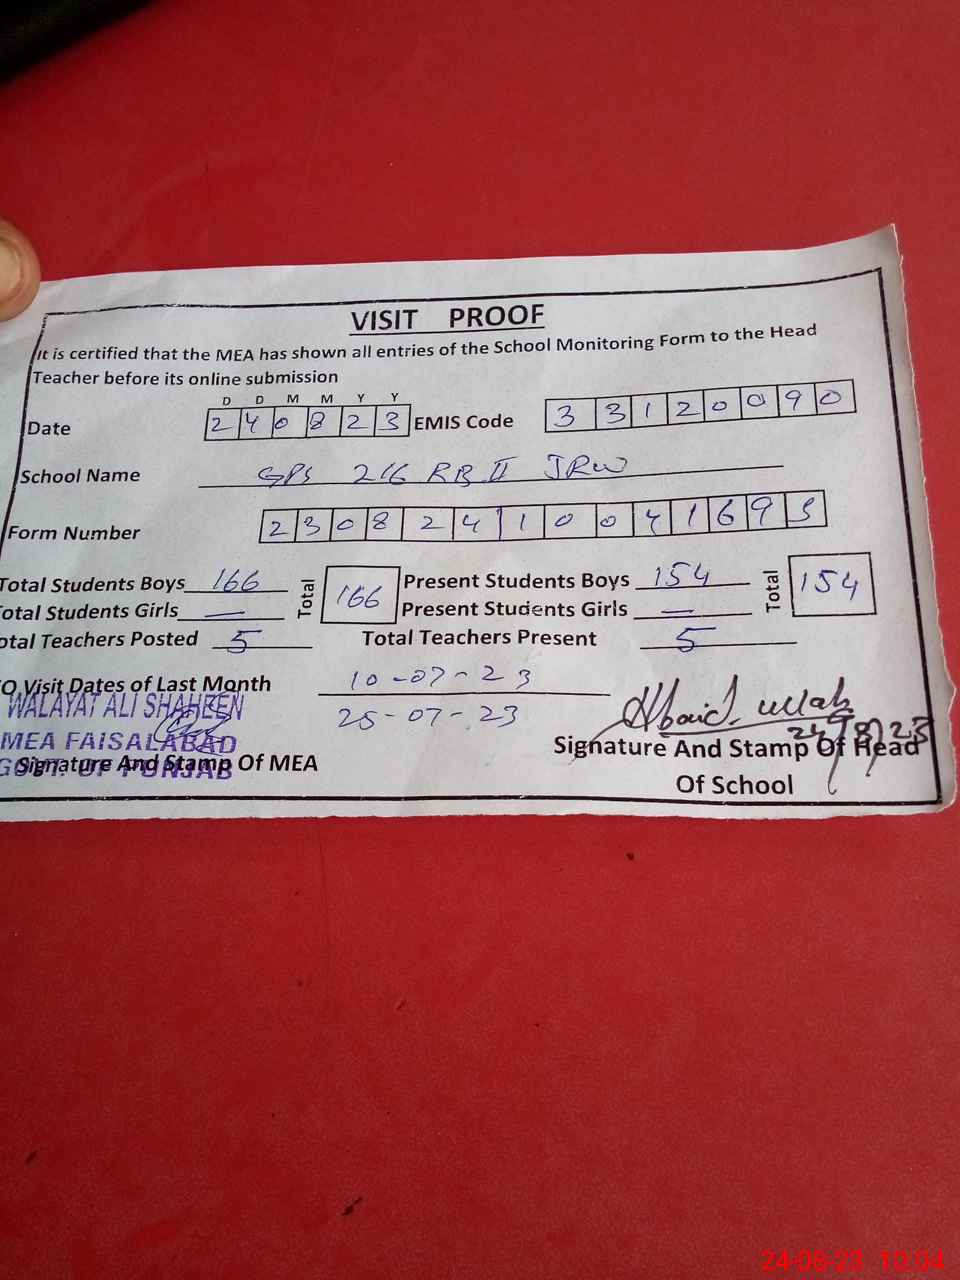 VISIT PROOF
It is certified that the MEA has shown all entries of the School Monitoring Form to the Head
Teacher before its online submission
D D M M Y Y
Date 2 4 0 8 2 3 EMIS Code 3 3 1 2 0 0 9 0
School Name GPS 216 RB II JRW
Form Number 2 3 0 8 2 4 1 0 0 4 1 6 9 5
Total Students Boys 166 Total 166 Present Students Boys 154 Total 154
otal Students Girls — Present Students Girls —
otal Teachers Posted 5 Total Teachers Present 5
O Visit Dates of Last Month 10-07-23
25-07-23
WALAYAT ALI SHAHEEN
MEA FAISALABAD
GOVT. OF PUNJAB
Signature And Stamp Of MEA
ullah
24/8/23
Signature And Stamp Of Head
Of School
24-08-23 10:04